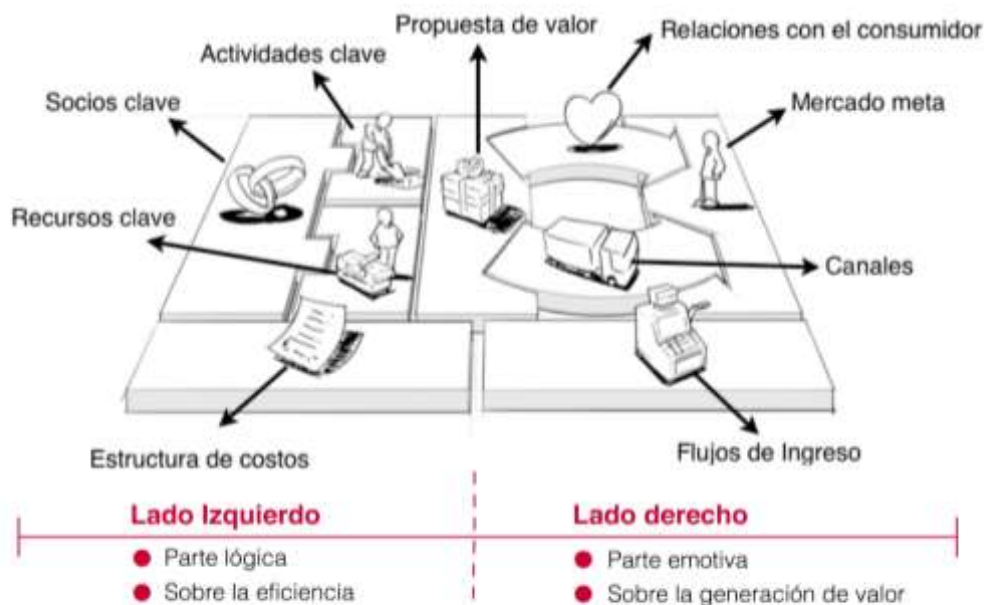 Propuesta de valor
Relaciones con el consumidor
Actividades clave
Socios clave
Mercado meta
Recursos clave
Canales
Estructura de costos
Flujos de Ingreso
Lado Izquierdo
Parte lógica
Sobre la eficiencia
Lado derecho
Parte emotiva
Sobre la generación de valor